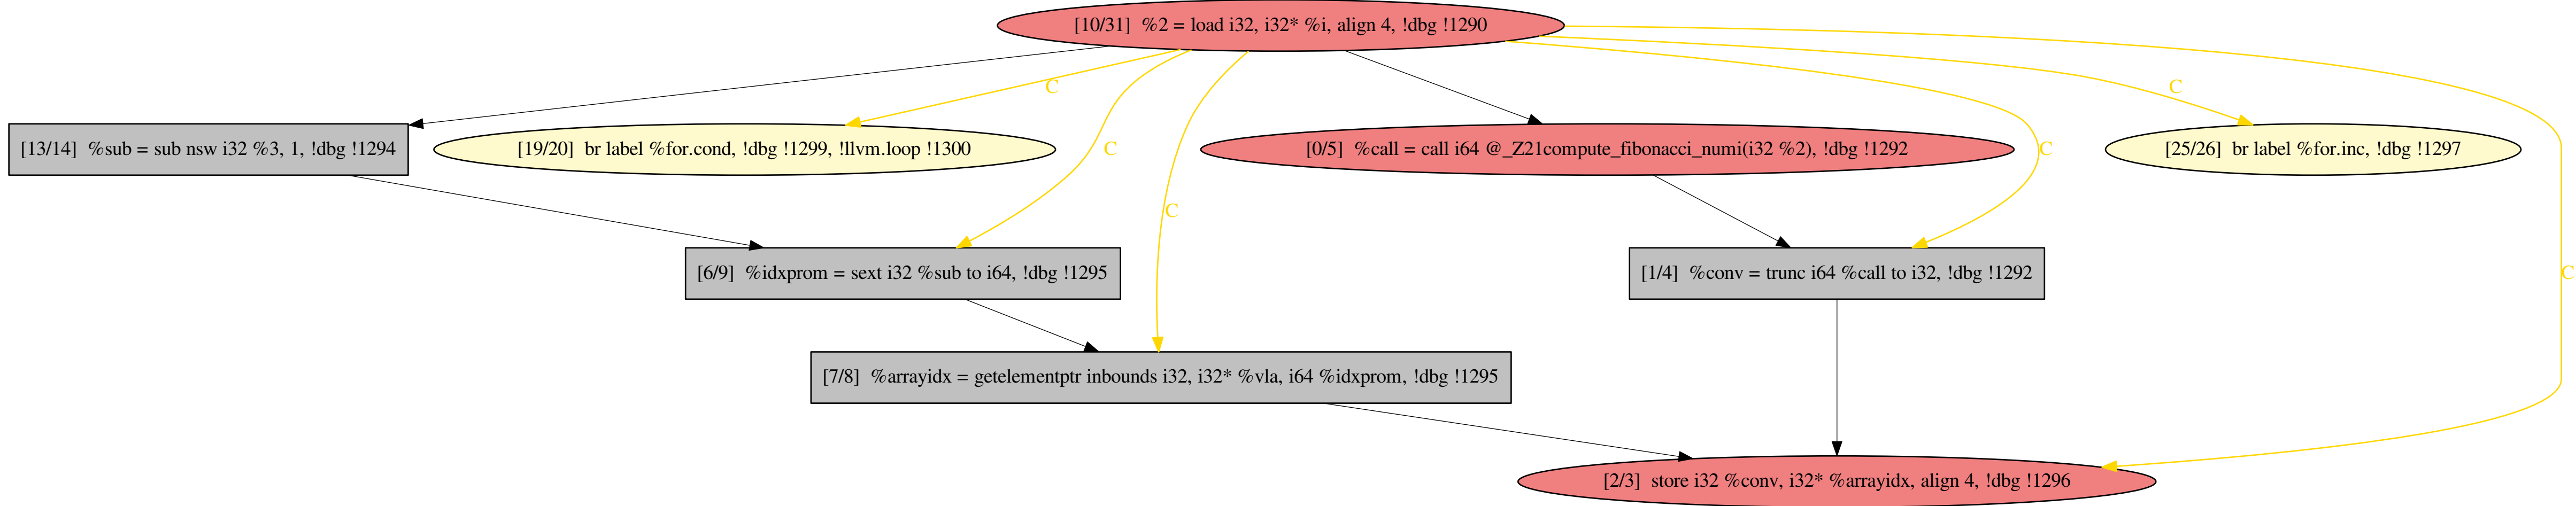 [10/31]  %2 = load i32, i32* %i, align 4, !dbg !1290
C
C
[13/14]  %sub = sub nsw i32 %3, 1, !dbg !1294
[19/20]  br label %for.cond, !dbg !1299, !llvm.loop !1300
C
[0/5]  %call = call i64 @_Z21compute_fibonacci_numi(i32 %2), !dbg !1292
C
[25/26]  br label %for.inc, !dbg !1297
C
[6/9]  %idxprom = sext i32 %sub to i64, !dbg !1295
[1/4]  %conv = trunc i64 %call to i32, !dbg !1292
C
[7/8]  %arrayidx = getelementptr inbounds i32, i32* %vla, i64 %idxprom, !dbg !1295
[2/3]  store i32 %conv, i32* %arrayidx, align 4, !dbg !1296